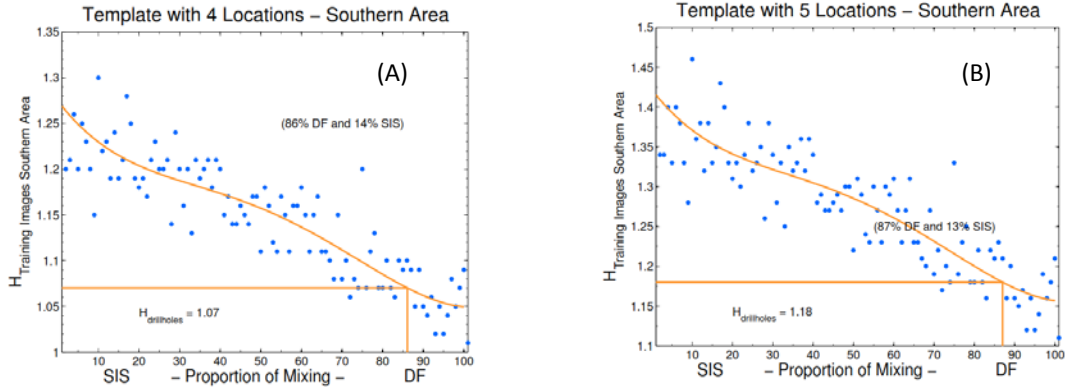 Template with 4 Locations – Southern Area
1.35
1.3
1.25
1.2
1.15
1.1
1.05
1
H Training Images Southern Area
(A)
(86% DF and 14% SIS)
Hdrillholes = 1.07
10 20 30 40 50 60 70 80 90 100
SIS – Proportion of Mixing – DF
Template with 5 Locations – Southern Area
1.5
1.45
1.4
1.35
1.3
1.25
1.2
1.15
1.1
H Training Images Southern Area
(B)
(87% DF and 13% SIS)
Hdrillholes = 1.18
10 20 30 40 50 60 70 80 90 100
SIS – Proportion of Mixing – DF